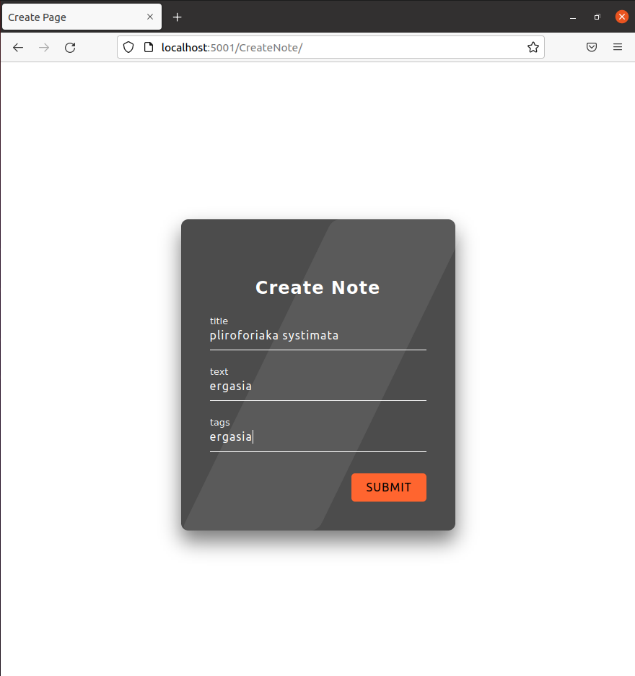 Create Page
localhost:5001/CreateNote/
Create Note
title
pliroforiaka systimata
text
ergasia
tags
ergasia
SUBMIT